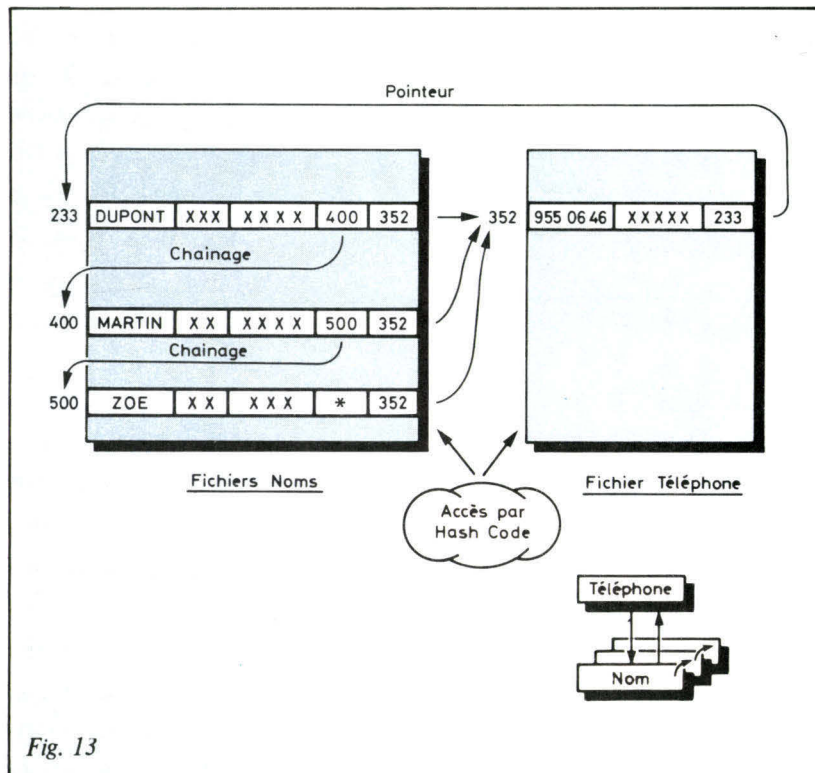 Pointeur
233 DUPONT XXX XXXX 400 352 352 955 06 46 XXXXX 233
Chainage
400 MARTIN XX XXXX 500 352
Chainage
500 ZOE XX XXX * 352
Fichiers Noms
Fichier Téléphone
Accès par
Hash Code
Téléphone
Nom
Fig. 13